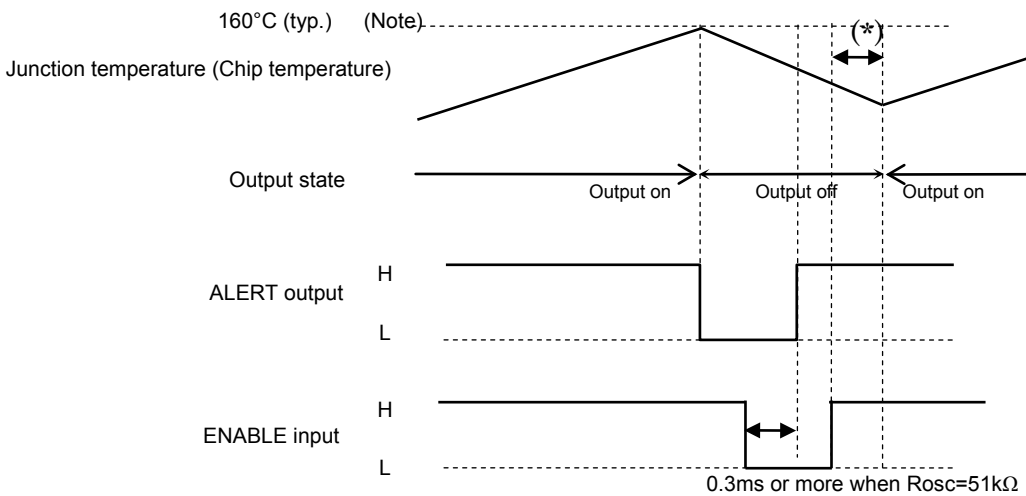 160°C (typ.) (Note)
(*)
Junction temperature (Chip temperature)
Output state
Output on
Output off
Output on
H
ALERT output
L
H
ENABLE input
L
0.3ms or more when Rosc=51kΩ